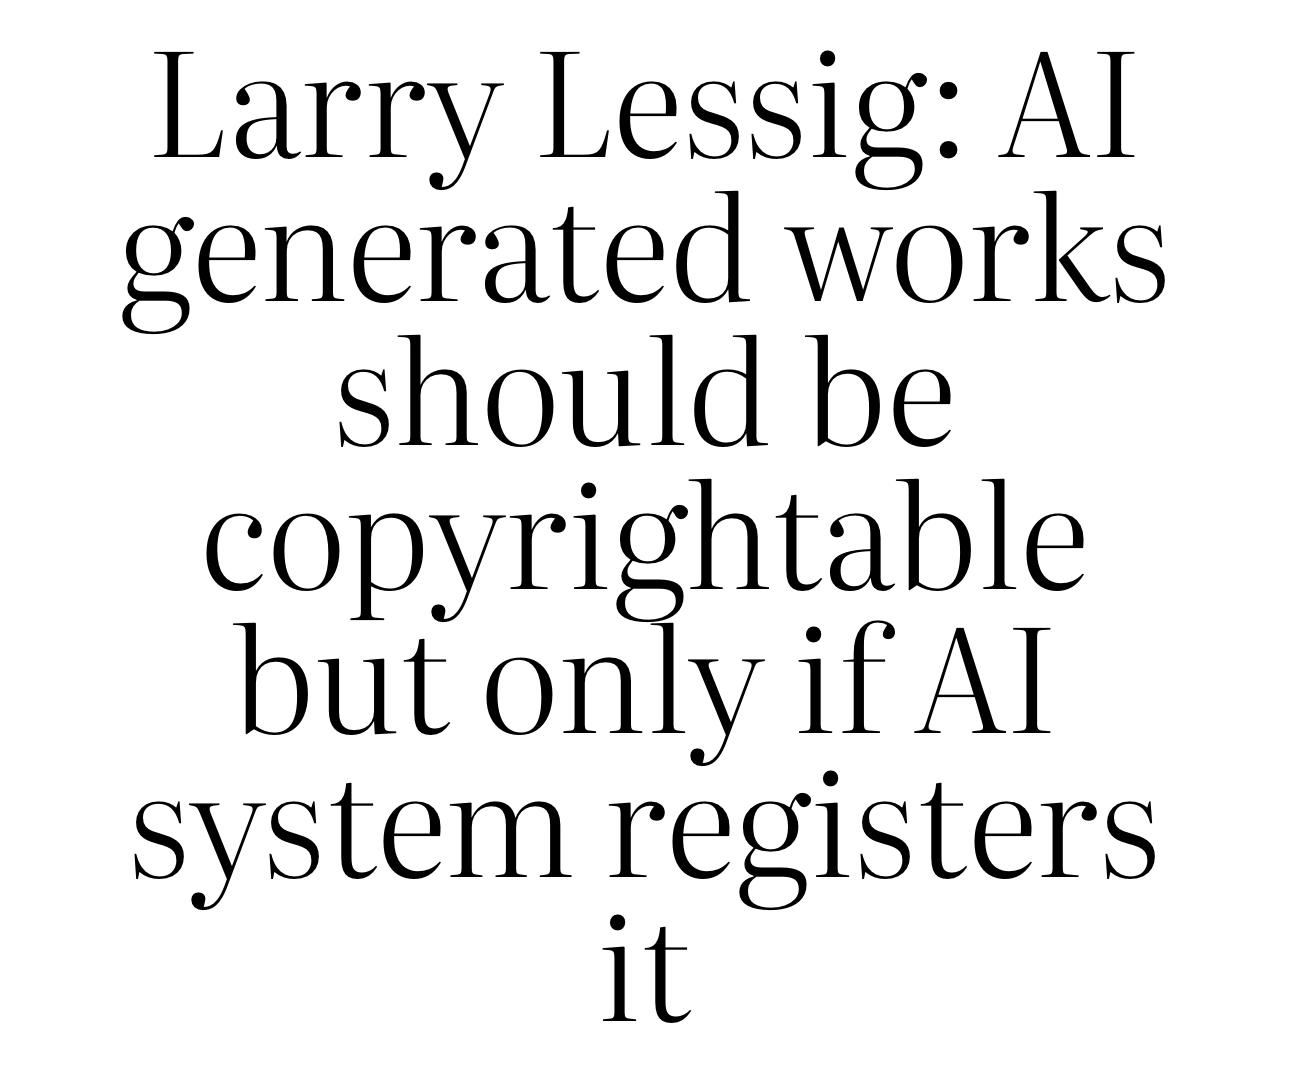 Larry Lessig: AI
generated works
should be
copyrightable
but only if AI
system registers
it